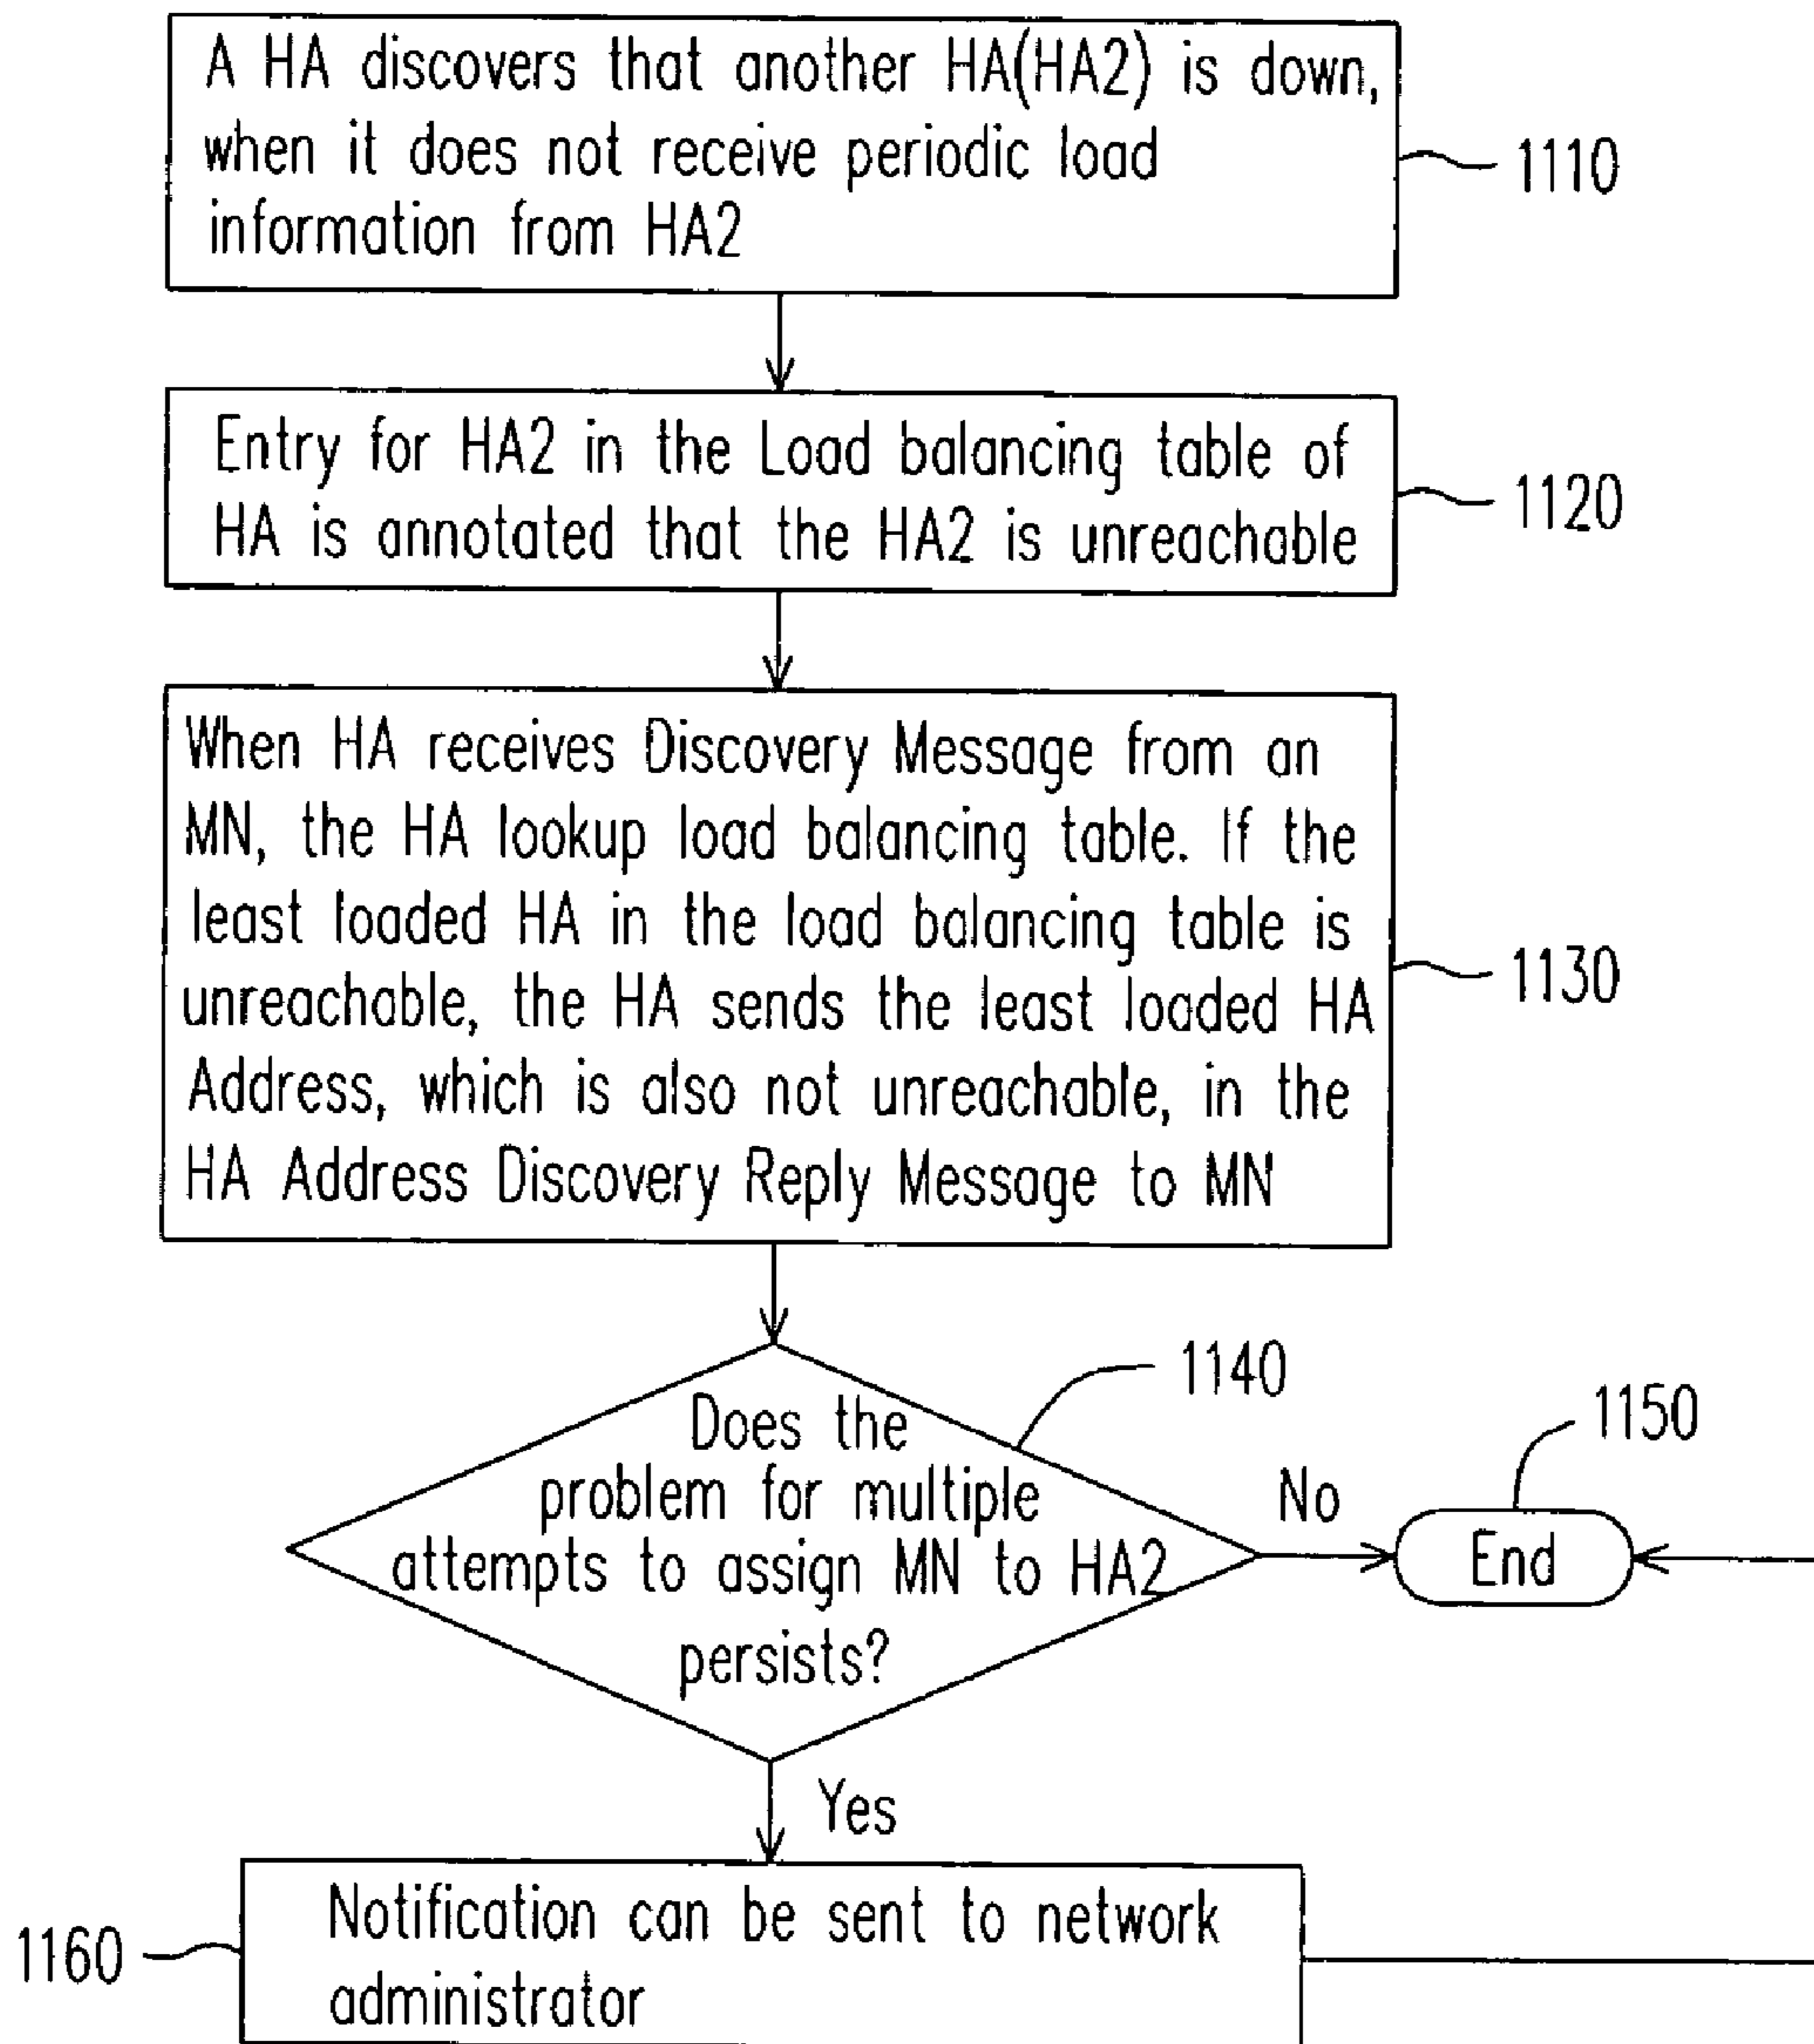 A HA discovers that another HA(HA2) is down,
when it does not receive periodic load
information from HA2
1110
Entry for HA2 in the Load balancing table of
HA is annotated that the HA2 is unreachable
1120
When HA receives Discovery Message from an
MN, the HA lookup load balancing table. If the
least loaded HA in the load balancing table is
unreachable, the HA sends the least loaded HA
Address, which is also not unreachable, in the
HA Address Discovery Reply Message to MN
1130
Does the
problem for multiple
attempts to assign MN to HA2
persists?
1140
No
1150
End
Yes
Notification can be sent to network
administrator
1160